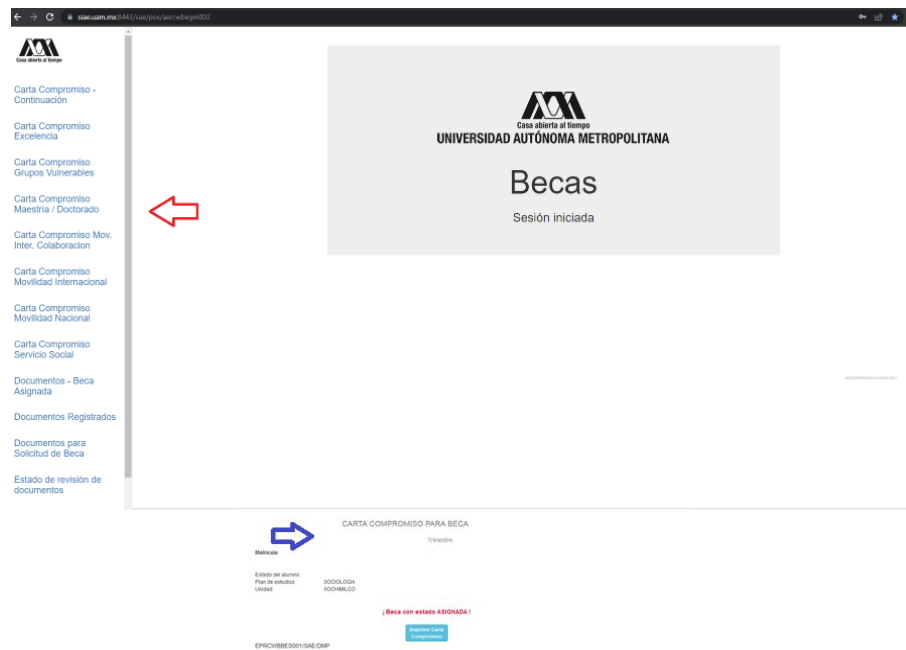 siae.uam.mx:8443/sae/pos/aercwbegm002
Casa abierta al tiempo
Carta Compromiso -
Continuación
Carta Compromiso
Excelencia
Carta Compromiso
Grupos Vulnerables
Carta Compromiso
Maestría / Doctorado
Carta Compromiso Mov.
Inter. Colaboracion
Carta Compromiso
Movilidad Internacional
Carta Compromiso
Movilidad Nacional
Carta Compromiso
Servicio Social
Documentos - Beca
Asignada
Documentos Registrados
Documentos para
Solicitud de Beca
Estado de revisión de
documentos
Casa abierta al tiempo
UNIVERSIDAD AUTÓNOMA METROPOLITANA
Becas
Sesión iniciada
CARTA COMPROMISO PARA BECA
Trimestre
Matrícula
Estado del alumno
Plan de estudios SOCIOLOGIA
Unidad XOCHIMILCO
¡ Beca con estado ASIGNADA !
Imprime Carta
Compromiso
EPRCWBBES001/SAE/DMP